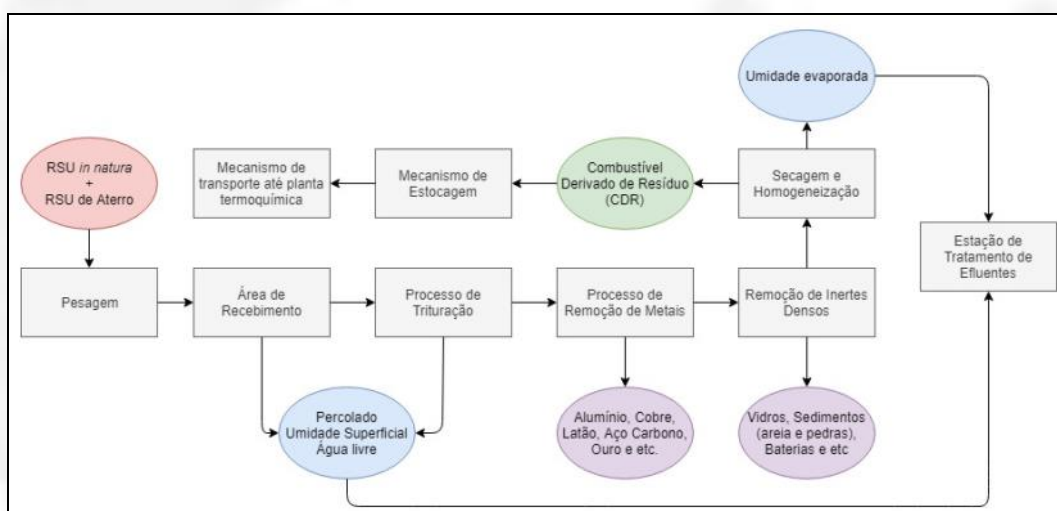 Umidade evaporada
RSU in natura
+
RSU de Aterro
Mecanismo de
transporte até planta
termoquímica
Mecanismo de
Estocagem
Combustível
Derivado de Resíduo
(CDR)
Secagem e
Homogeneização
Estação de
Tratamento de
Efluentes
Pesagem
Área de
Recebimento
Processo de
Trituração
Processo de
Remoção de Metais
Remoção de Inertes
Densos
Percolado
Umidade Superficial
Água livre
Alumínio, Cobre,
Latão, Aço Carbono,
Ouro e etc.
Vidros, Sedimentos
(areia e pedras),
Baterias e etc